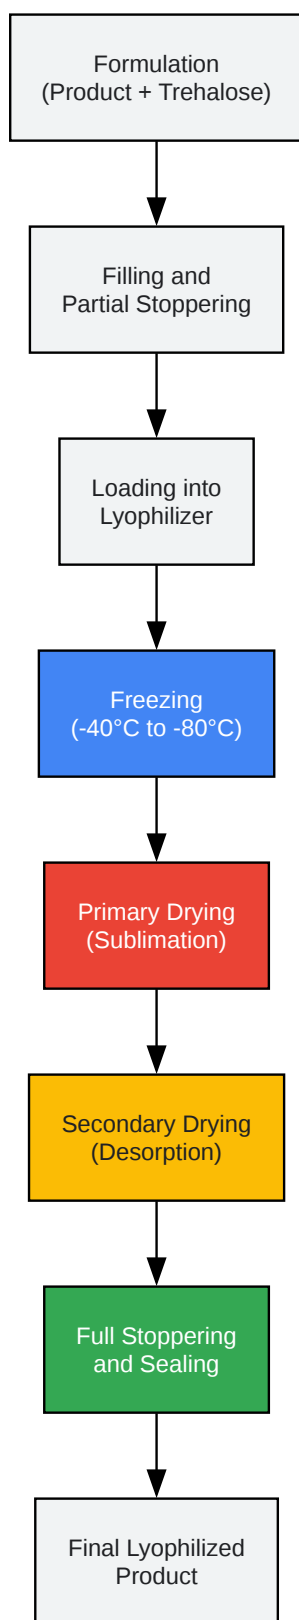 Formulation
(Product + Trehalose)
Filling and
Partial Stoppering
Loading into
Lyophilizer
Freezing
(-40°C to -80°C)
Primary Drying
(Sublimation)
Secondary Drying
(Desorption)
Full Stoppering
and Sealing
Final Lyophilized
Product